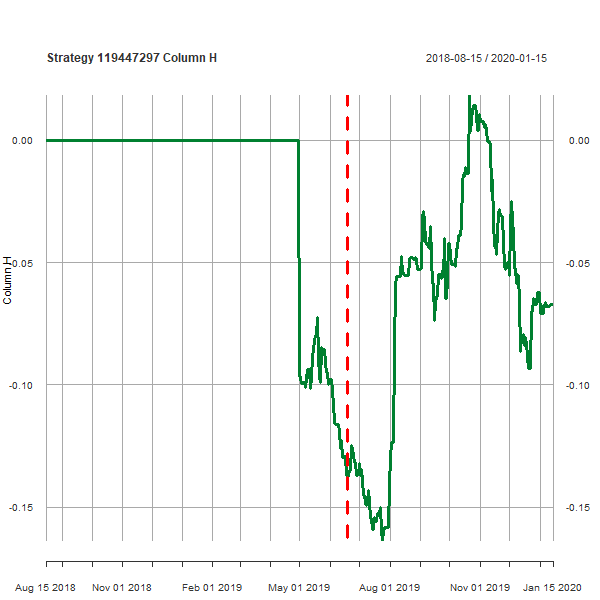 Strategy 119447297 Column H
2018-08-15 / 2020-01-15
0.00
0.00
-0.05
-0.05
-0.10
-0.10
-0.15
-0.15
Column H
Aug 15 2018
Nov 01 2018
Feb 01 2019
May 01 2019
Aug 01 2019
Nov 01 2019
Jan 15 2020